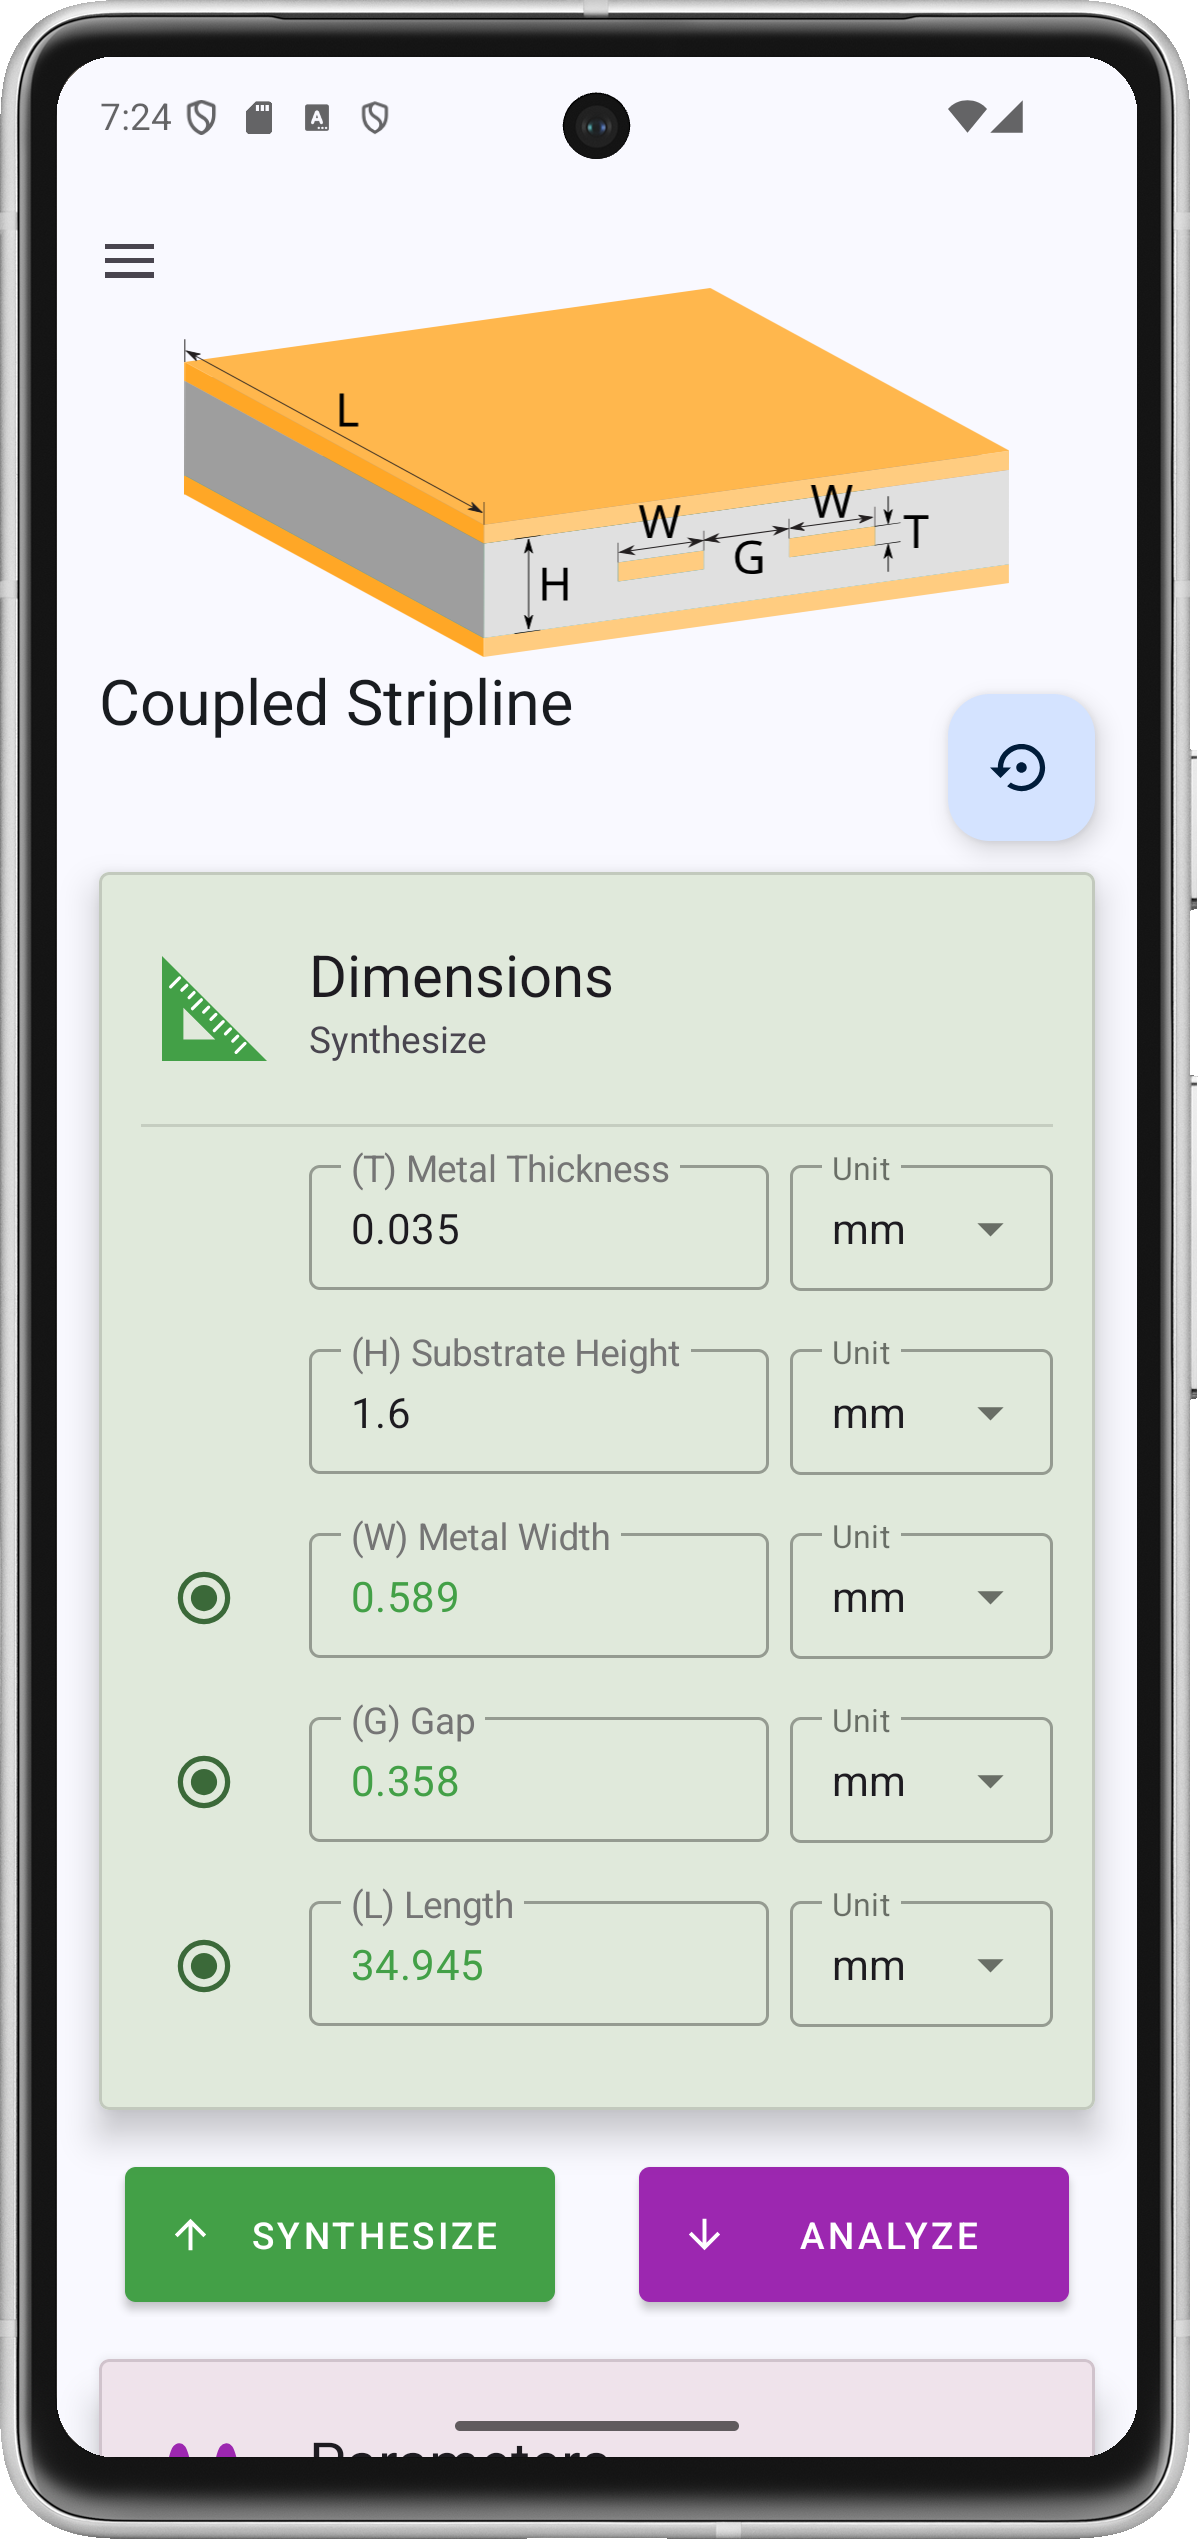 7:24
L
W
W
T
G
H
Coupled Stripline
Dimensions
Synthesize
(T) Metal Thickness
Unit
0.035
mm
(H) Substrate Height
Unit
1.6
mm
(W) Metal Width
Unit
0.589
mm
(G) Gap
Unit
0.358
mm
(L) Length
Unit
34.945
mm
SYNTHESIZE
ANALYZE
Parameters